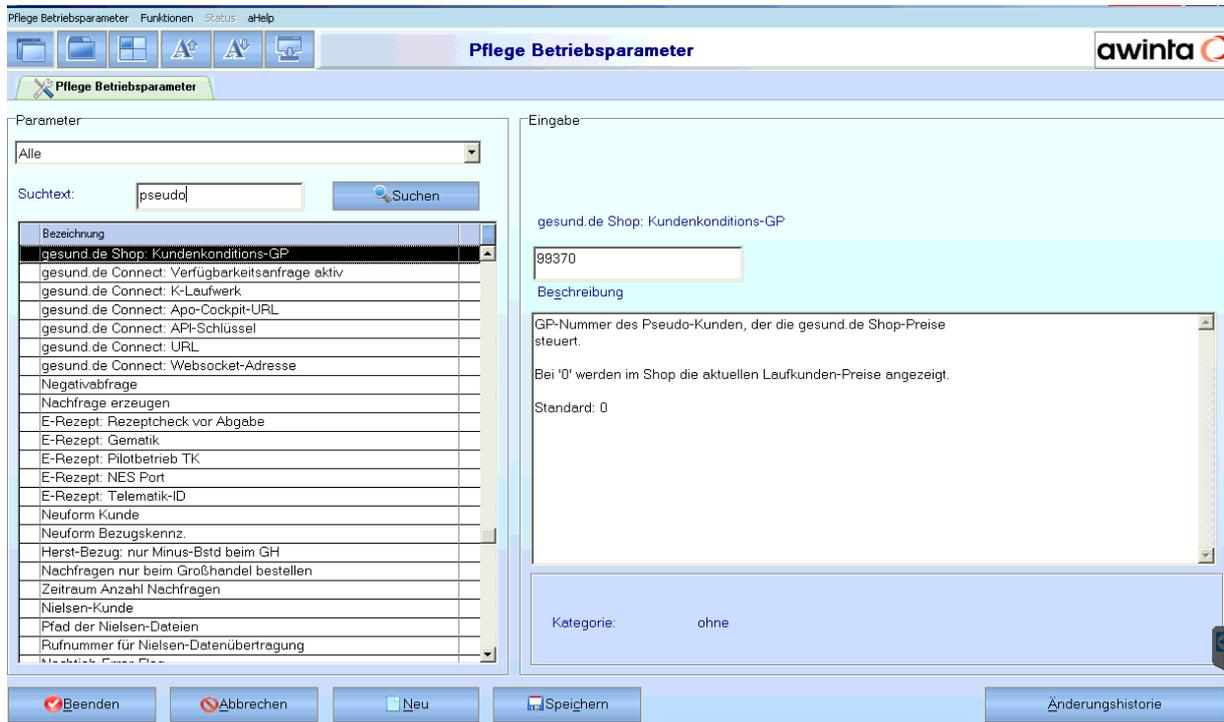 Pflege Betriebsparameter Funktionen Status aHelp
Pflege Betriebsparameter
awinta
Pflege Betriebsparameter
Parameter
Alle
Suchtext: pseudo Suchen
Bezeichnung
gesund.de Shop: Kundenkonditions-GP
gesund.de Connect: Verfügbarkeitsanfrage aktiv
gesund.de Connect: K-Laufwerk
gesund.de Connect: Apo-Cockpit-URL
gesund.de Connect: API-Schlüssel
gesund.de Connect: URL
gesund.de Connect: Websocket-Adresse
Negativabfrage
Nachfrage erzeugen
E-Rezept: Rezeptcheck vor Abgabe
E-Rezept: Gematik
E-Rezept: Pilotbetrieb TK
E-Rezept: NES Port
E-Rezept: Telematik-ID
Neuform Kunde
Neuform Bezugskennz.
Herst-Bezug: nur Minus-Bstd beim GH
Nachfragen nur beim Großhandel bestellen
Zeitraum Anzahl Nachfragen
Nielsen-Kunde
Pfad der Nielsen-Dateien
Rufnummer für Nielsen-Datenübertragung
Eingabe
gesund.de Shop: Kundenkonditions-GP
99370
Beschreibung
GP-Nummer des Pseudo-Kunden, der die gesund.de Shop-Preise
steuert.
Bei '0' werden im Shop die aktuellen Laufkunden-Preise angezeigt.
Standard: 0
Kategorie: ohne
Beenden Abbrechen Neu Speichern Änderungshistorie